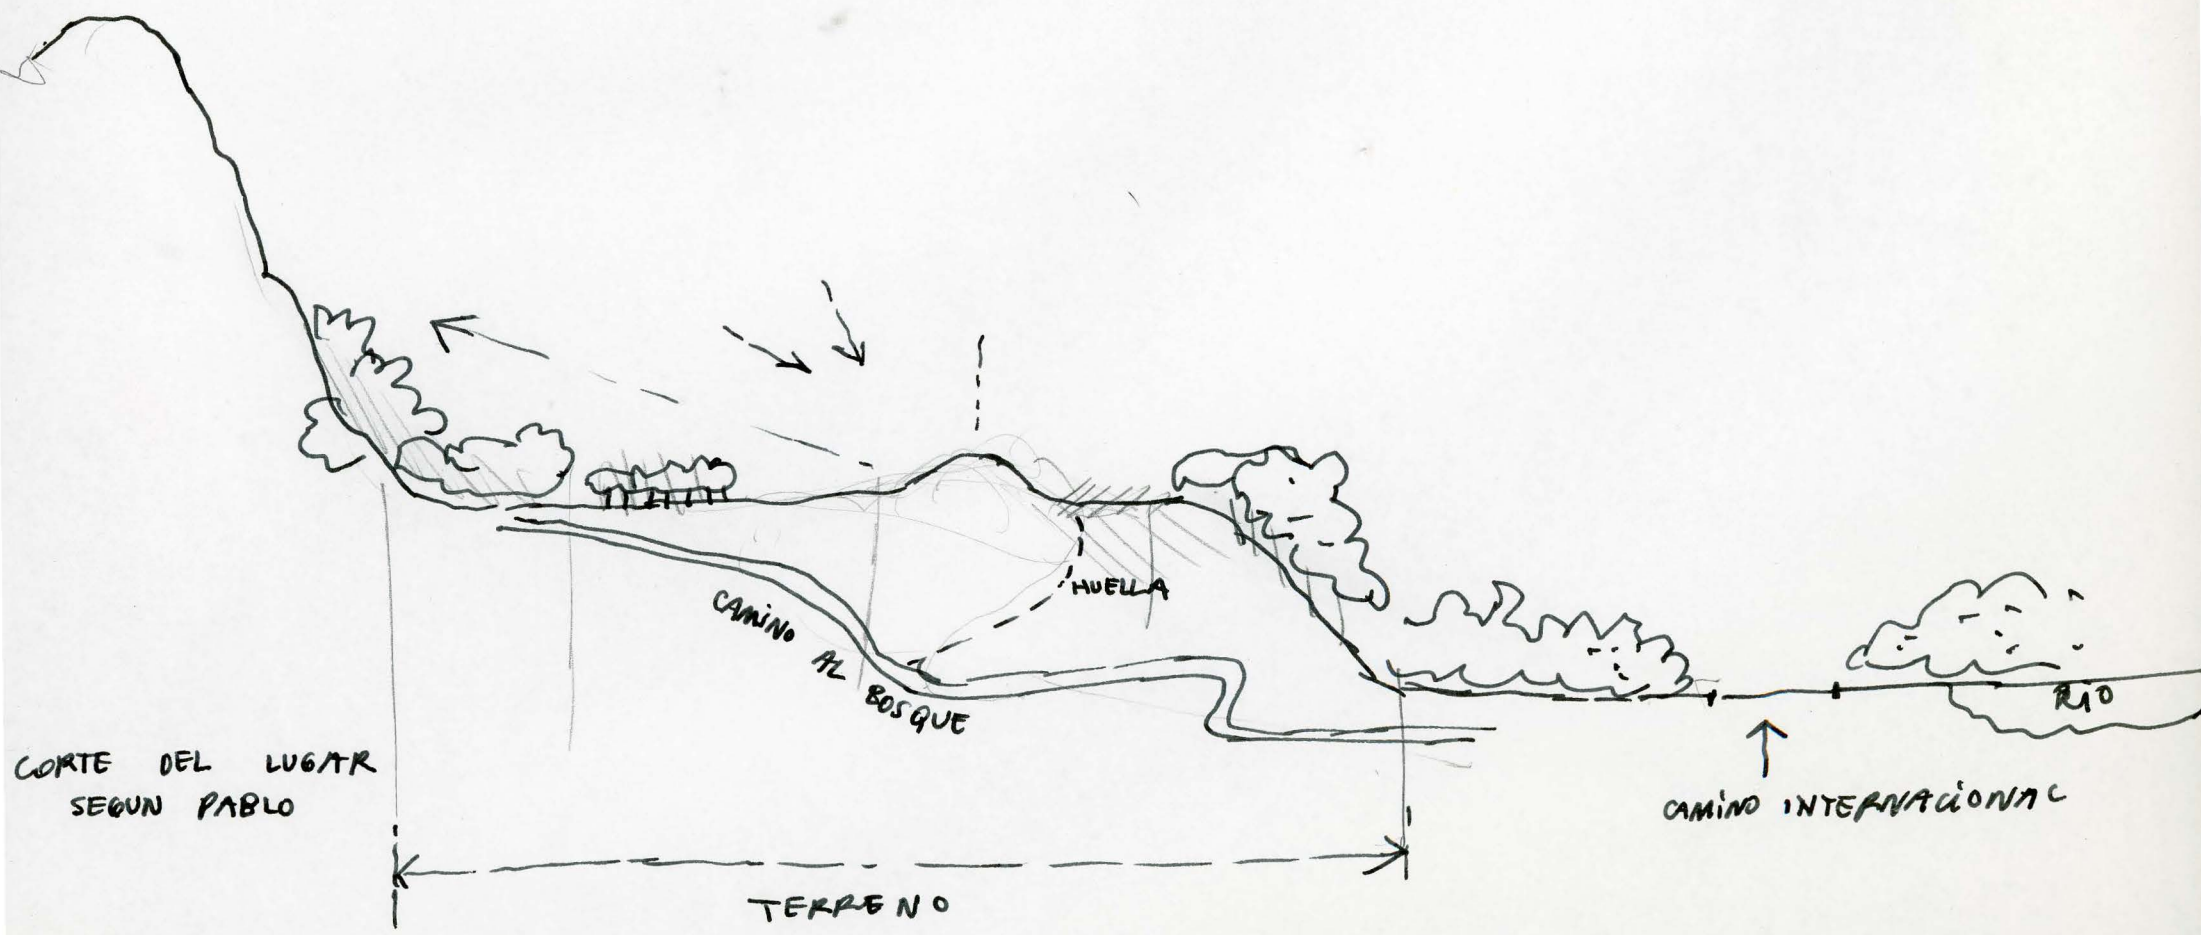 HUELLA
CAMINO AL BOSQUE
RIO
CORTE DEL LUGAR
SEGUN PABLO
CAMINO INTERNACIONAL
TERRENO